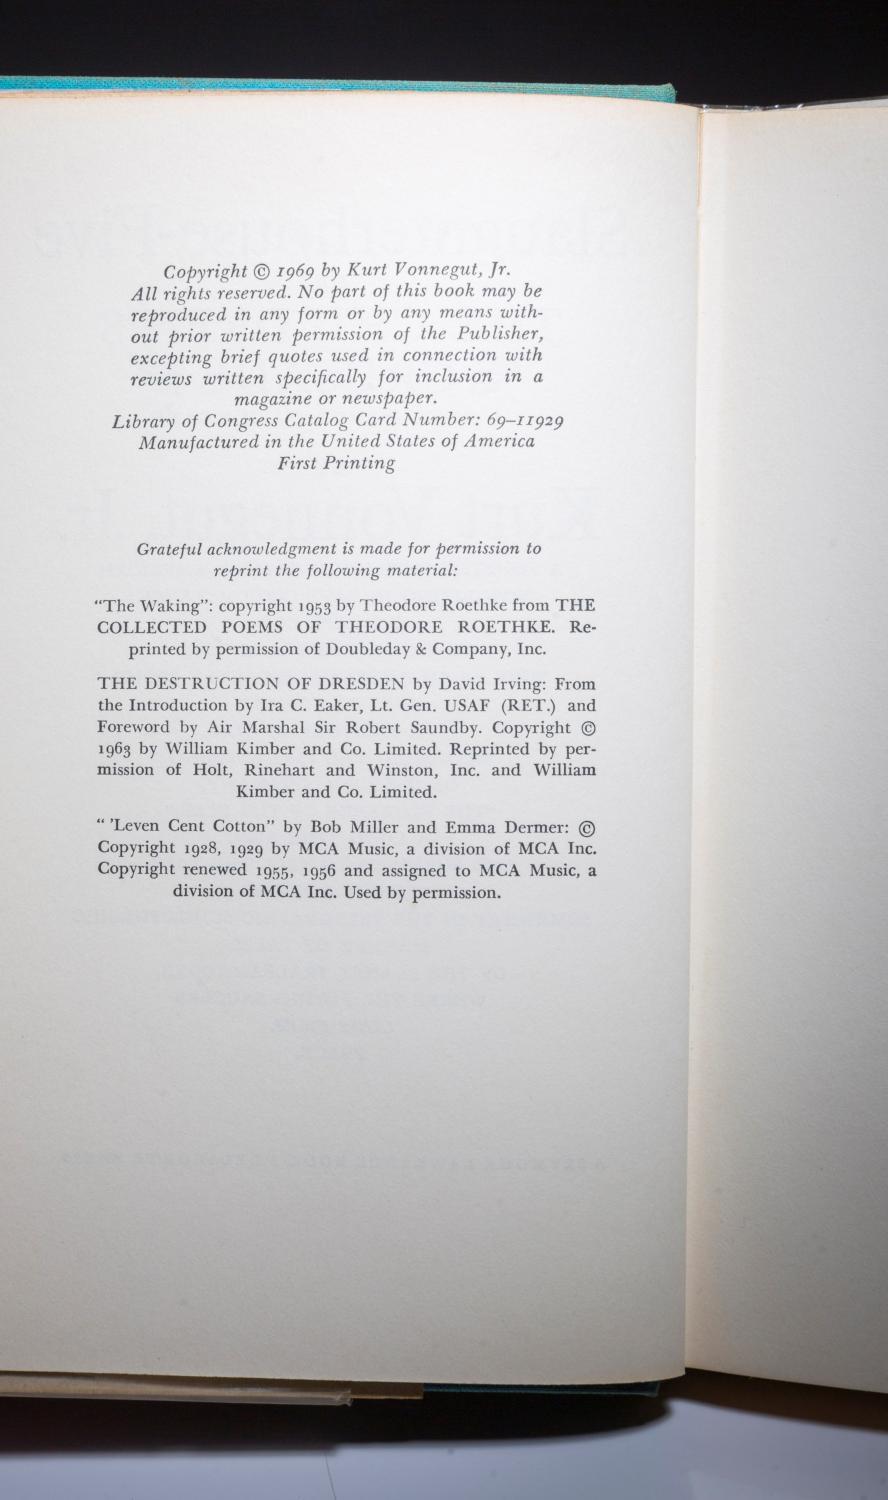 Copyright © 1969 by Kurt Vonnegut, Jr.
All rights reserved. No part of this book may be
reproduced in any form or by any means with-
out prior written permission of the Publisher,
excepting brief quotes used in connection with
reviews written specifically for inclusion in a
magazine or newspaper.
Library of Congress Catalog Card Number: 69–11929
Manufactured in the United States of America
First Printing
Grateful acknowledgment is made for permission to
reprint the following material:
“The Waking”: copyright 1953 by Theodore Roethke from THE
COLLECTED POEMS OF THEODORE ROETHKE. Re-
printed by permission of Doubleday & Company, Inc.
THE DESTRUCTION OF DRESDEN by David Irving: From
the Introduction by Ira C. Eaker, Lt. Gen. USAF (RET.) and
Foreword by Air Marshal Sir Robert Saundby. Copyright ©
1963 by William Kimber and Co. Limited. Reprinted by per-
mission of Holt, Rinehart and Winston, Inc. and William
Kimber and Co. Limited.
“ ’Leven Cent Cotton” by Bob Miller and Emma Dermer: ©
Copyright 1928, 1929 by MCA Music, a division of MCA Inc.
Copyright renewed 1955, 1956 and assigned to MCA Music, a
division of MCA Inc. Used by permission.